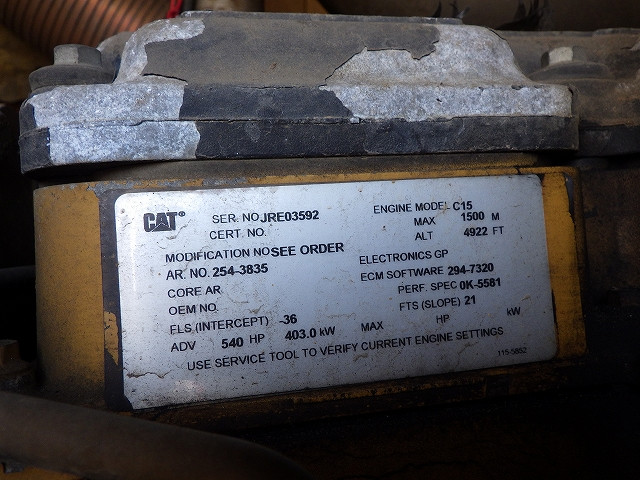 CAT® SER. NO JRE03592 ENGINE MODEL C15
CERT. NO. MAX 1500 M
ALT 4922 FT
MODIFICATION NO SEE ORDER
AR. NO. 254-3835 ELECTRONICS GP
CORE AR ECM SOFTWARE 294-7320
OEM NO. PERF. SPEC 0K-5581
FLS (INTERCEPT) -36 FTS (SLOPE) 21
ADV 540 HP 403.0 kW MAX HP kW
USE SERVICE TOOL TO VERIFY CURRENT ENGINE SETTINGS
115-5852